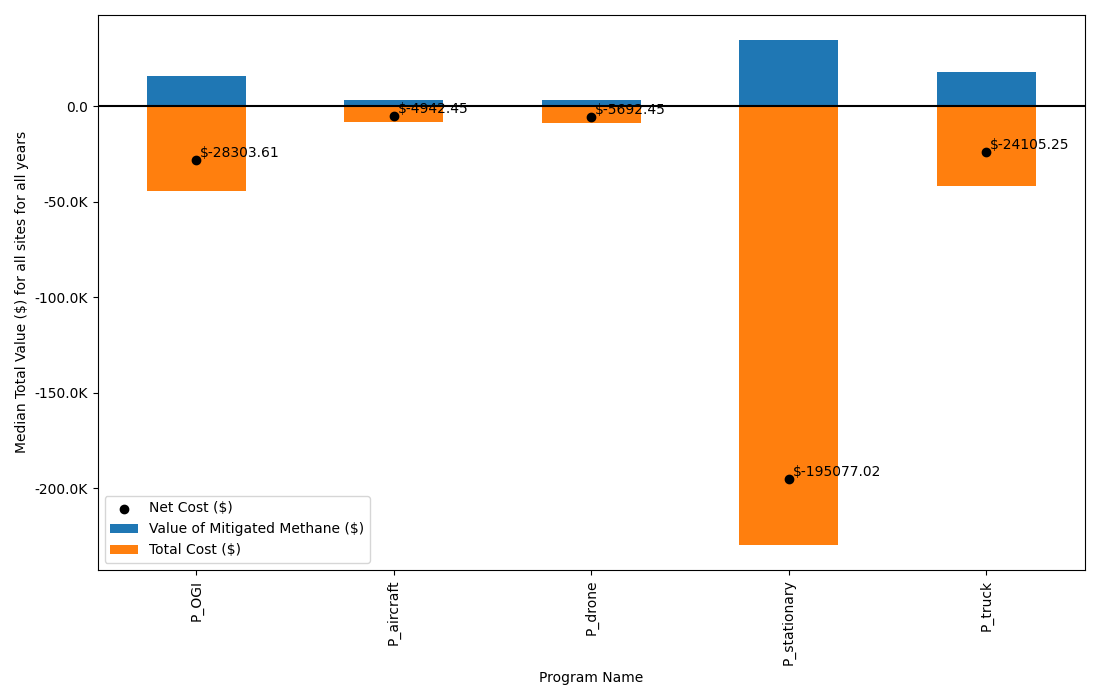 Median Total Value ($) for all sites for all years
0.0
-50.0K
-100.0K
-150.0K
-200.0K
$-28303.61
$-4942.45
$-5692.45
$-195077.02
$-24105.25
Net Cost ($)
Value of Mitigated Methane ($)
Total Cost ($)
P_OGI
P_aircraft
P_drone
P_stationary
P_truck
Program Name